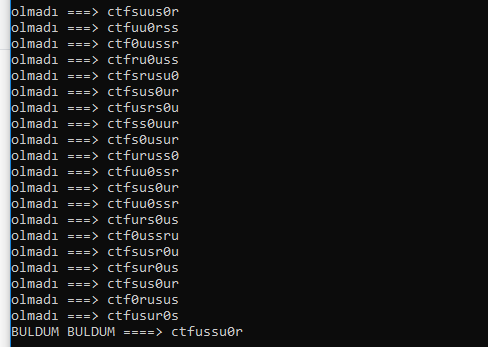 olmadı ===> ctfsuus0r
olmadı ===> ctfuu0rss
olmadı ===> ctf0uussr
olmadı ===> ctfru0uss
olmadı ===> ctfsrusu0
olmadı ===> ctfsus0ur
olmadı ===> ctfusrs0u
olmadı ===> ctfss0uur
olmadı ===> ctfs0usur
olmadı ===> ctfuruss0
olmadı ===> ctfuu0ssr
olmadı ===> ctfsus0ur
olmadı ===> ctfuu0ssr
olmadı ===> ctfurs0us
olmadı ===> ctf0ussru
olmadı ===> ctfsusr0u
olmadı ===> ctfsur0us
olmadı ===> ctfsus0ur
olmadı ===> ctf0rusus
olmadı ===> ctfusur0s
BULDUM BULDUM ====> ctfussu0r